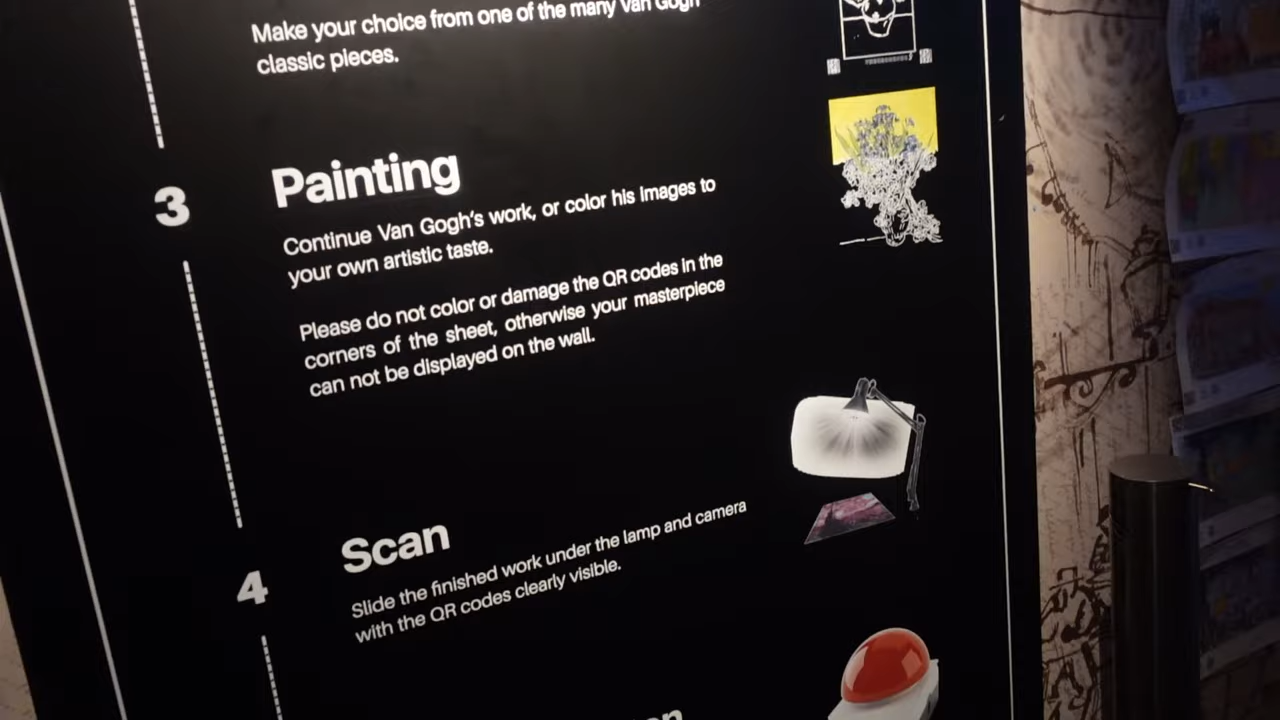 Make your choice from one of the many Van Gogh
classic pieces.
3
Painting
Continue Van Gogh's work, or color his images to
your own artistic taste.
Please do not color or damage the QR codes in the
corners of the sheet, otherwise your masterpiece
can not be displayed on the wall.
4
Scan
Slide the finished work under the lamp and camera
with the QR codes clearly visible.